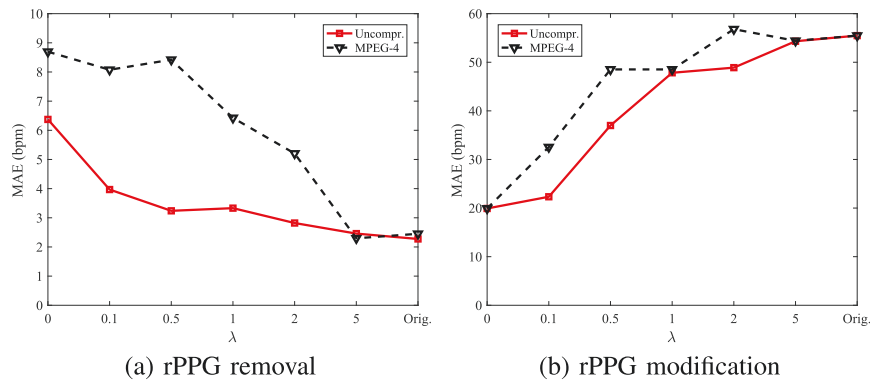 10
9
8
7
6
5
4
3
2
1
0
MAE (bpm)
0 0.1 0.5 1 2 5 Orig.
λ
Uncompr.
MPEG-4
(a) rPPG removal
60
50
40
30
20
10
0
MAE (bpm)
0 0.1 0.5 1 2 5 Orig.
λ
Uncompr.
MPEG-4
(b) rPPG modification